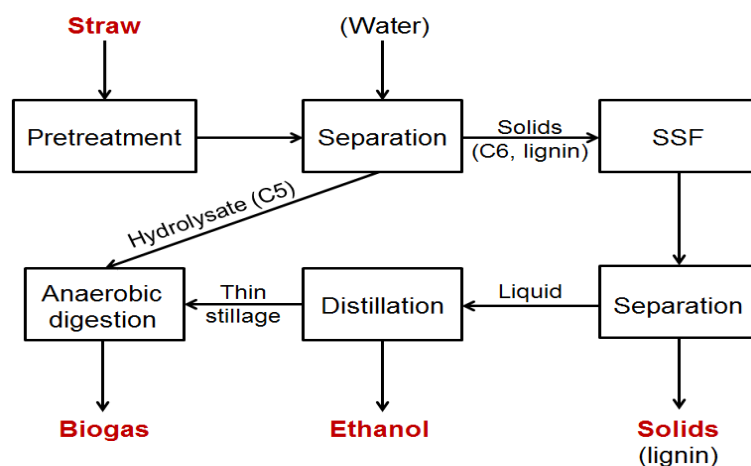 Straw
(Water)
Pretreatment
Separation
Solids
(C6, lignin)
SSF
Hydrolysate (C5)
Anaerobic
digestion
Thin
stillage
Distillation
Liquid
Separation
Biogas
Ethanol
Solids
(lignin)